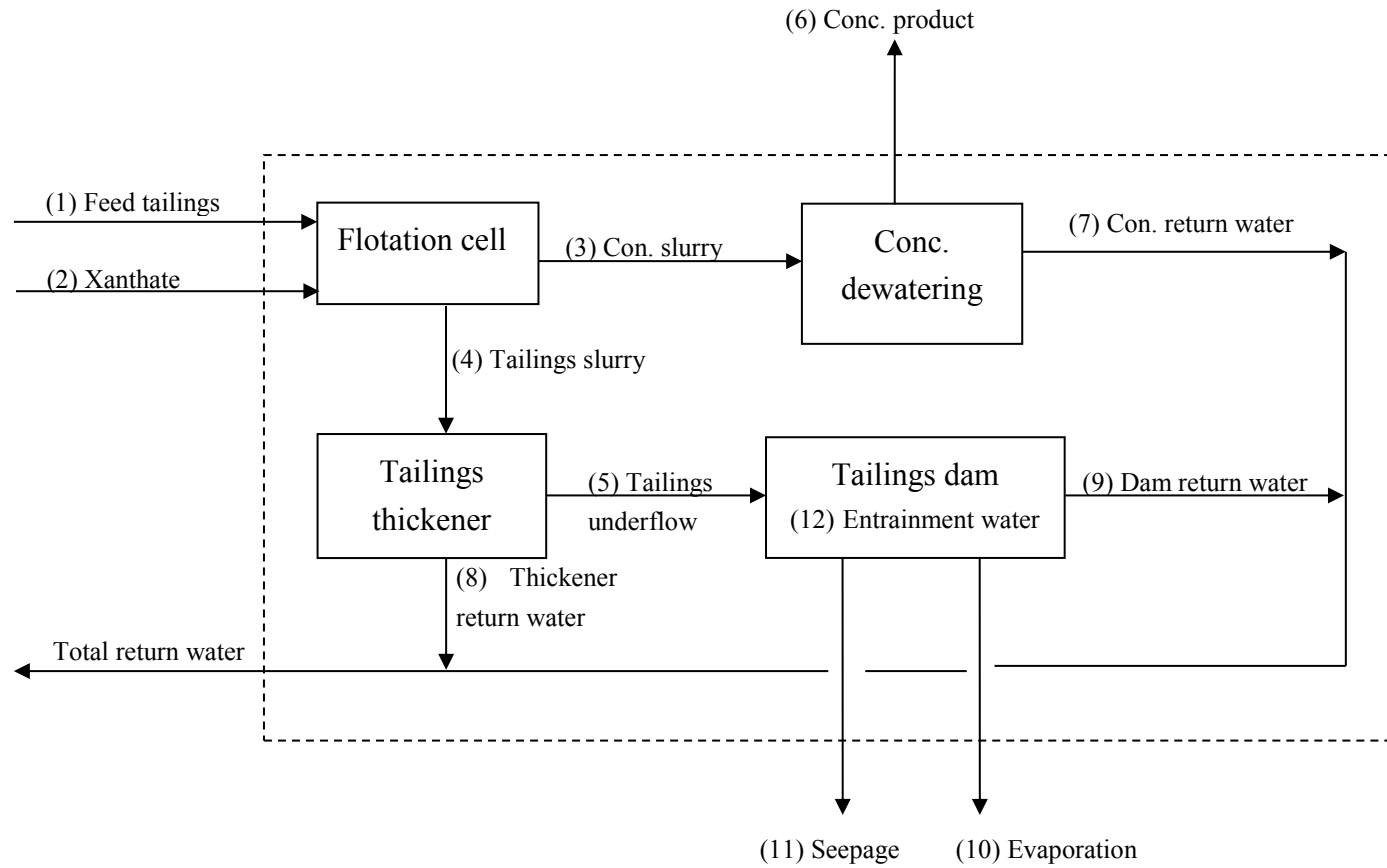 (6) Conc. product
(1) Feed tailings
(2) Xanthate
Flotation cell
(3) Con. slurry
Conc.
dewatering
(7) Con. return water
(4) Tailings slurry
Tailings
thickener
(5) Tailings
underflow
Tailings dam
(12) Entrainment water
(9) Dam return water
(8) Thickener
return water
Total return water
(11) Seepage
(10) Evaporation